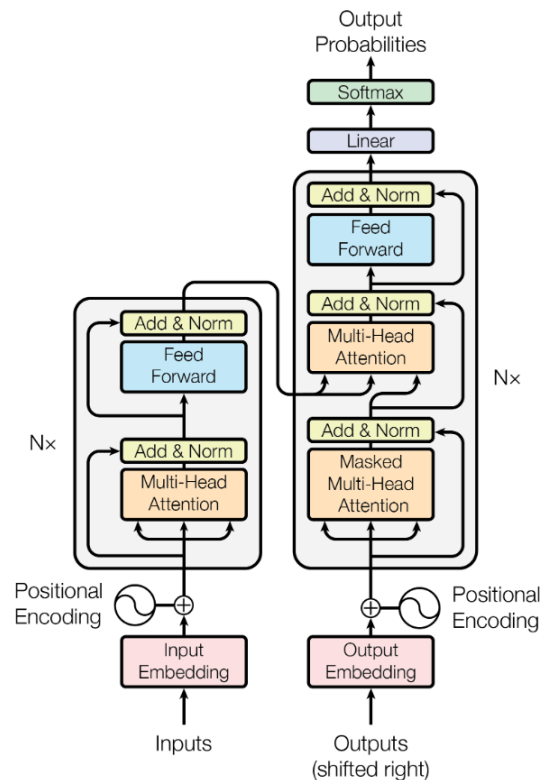 Output
Probabilities
Softmax
Linear
Add & Norm
Feed
Forward
Add & Norm
Multi-Head
Attention
Add & Norm
Masked
Multi-Head
Attention
N×
Add & Norm
Feed
Forward
Add & Norm
Multi-Head
Attention
N×
Positional
Encoding
Positional
Encoding
Input
Embedding
Output
Embedding
Inputs
Outputs
(shifted right)